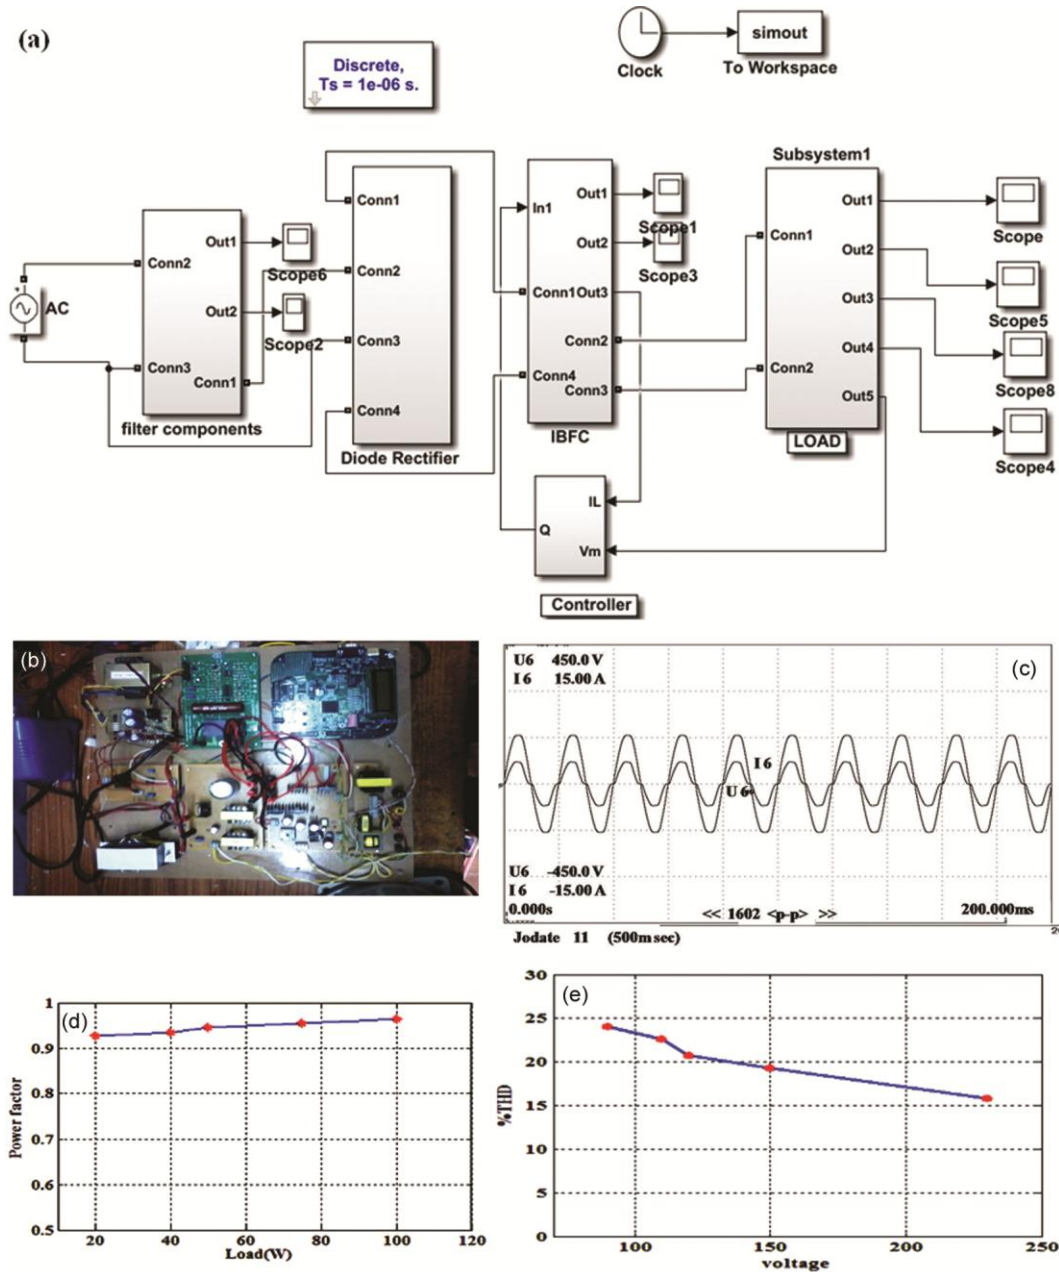 (a)
Discrete,
Ts = 1e-06 s.
Clock
simout
To Workspace
AC
Conn2
Conn3
Out1
Out2
Conn1
filter components
Scope6
Scope2
Conn1
Conn2
Conn3
Conn4
Diode Rectifier
In1
Conn1
Conn4
Out1
Out2
Out3
Conn2
Conn3
IBFC
Scope1
Scope3
Subsystem1
Conn1
Conn2
Out1
Out2
Out3
Out4
Out5
LOAD
Scope
Scope5
Scope8
Scope4
Q
IL
Vm
Controller
(b)
(c)
U6 450.0 V
I 6 15.00 A
I 6
U 6
U6 -450.0 V
I 6 -15.00 A
0.000s
<< 1602 <p-p> >>
200.000ms
Jodate 11 (500msec)
(d)
1
0.9
0.8
0.7
0.6
0.5
Power factor
20 40 60 80 100 120
Load(W)
(e)
30
25
20
15
10
5
0
%THD
100 150 200 250
voltage